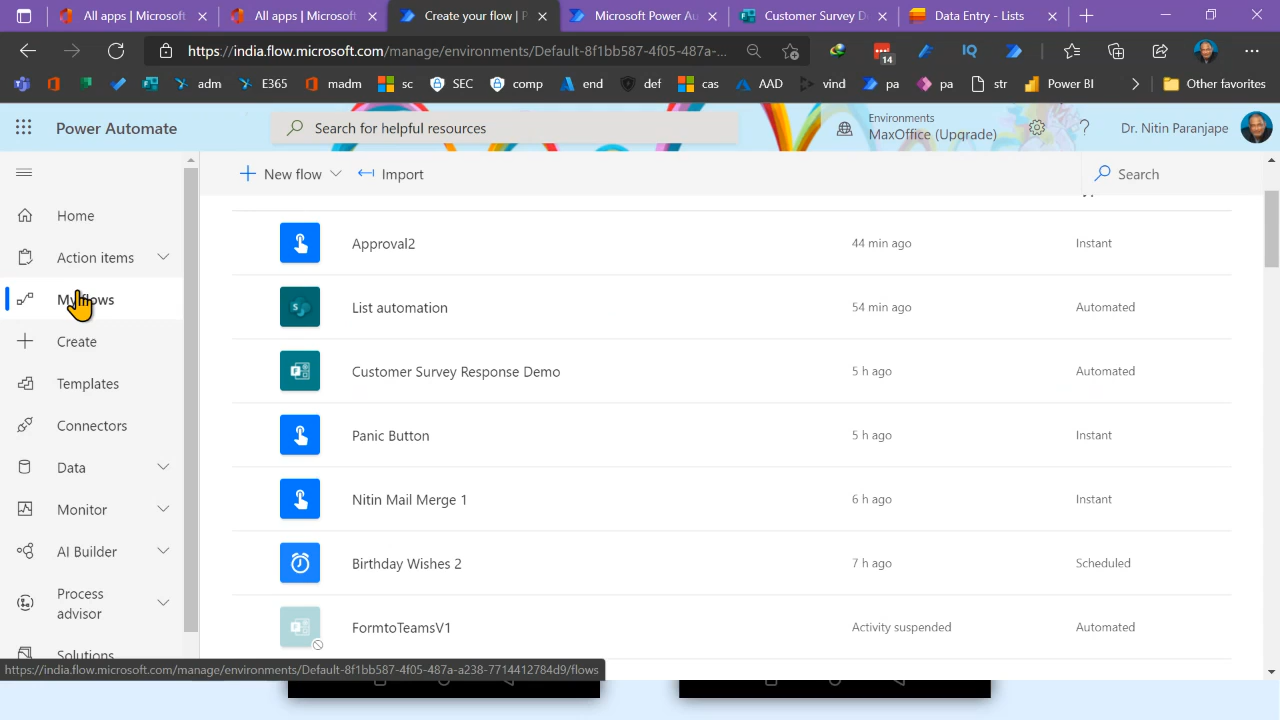 All apps | Microsoft
All apps | Microsoft
Create your flow | P
Microsoft Power Au
Customer Survey D
Data Entry - Lists
https://india.flow.microsoft.com/manage/environments/Default-8f1bb587-4f05-487a-...
14
IQ
adm
E365
madm
sc
SEC
comp
end
def
cas
AAD
vind
pa
pa
str
Power BI
Other favorites
Power Automate
Search for helpful resources
Environments
MaxOffice (Upgrade)
?
Dr. Nitin Paranjape
New flow
Import
Search
Home
Action items
My flows
Create
Templates
Connectors
Data
Monitor
AI Builder
Process
advisor
Solutions
Approval2
44 min ago
Instant
List automation
54 min ago
Automated
Customer Survey Response Demo
5 h ago
Automated
Panic Button
5 h ago
Instant
Nitin Mail Merge 1
6 h ago
Instant
Birthday Wishes 2
7 h ago
Scheduled
FormtoTeamsV1
Activity suspended
Automated
https://india.flow.microsoft.com/manage/environments/Default-8f1bb587-4f05-487a-a238-7714412784d9/flows